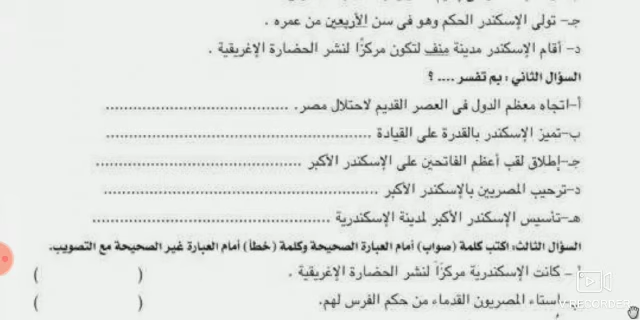 جـ- تولى الإسكندر الحكم وهو فى سن الأربعين من عمره .
د- أقام الإسكندر مدينة منف لتكون مركزًا لنشر الحضارة الإغريقية .
السؤال الثاني : بم تفسر .... ؟
أ-اتجاه معظم الدول فى العصر القديم لاحتلال مصر. ........................................
ب-تميز الإسكندر بالقدرة على القيادة ........................................................
جـ-إطلاق لقب أعظم الفاتحين على الإسكندر الأكبر ............................................
د-ترحيب المصريين بالإسكندر الأكبر ..........................................................
هـ-تأسيس الإسكندر الأكبر لمدينة الإسكندرية ..................................................
السؤال الثالث: اكتب كلمة (صواب) أمام العبارة الصحيحة وكلمة (خطأ) أمام العبارة غير الصحيحة مع التصويب.
أ - كانت الإسكندرية مركزاً لنشر الحضارة الإغريقية . ( )
استاء المصريون القدماء من حكم الفرس لهم. ( )
V.RECORDER